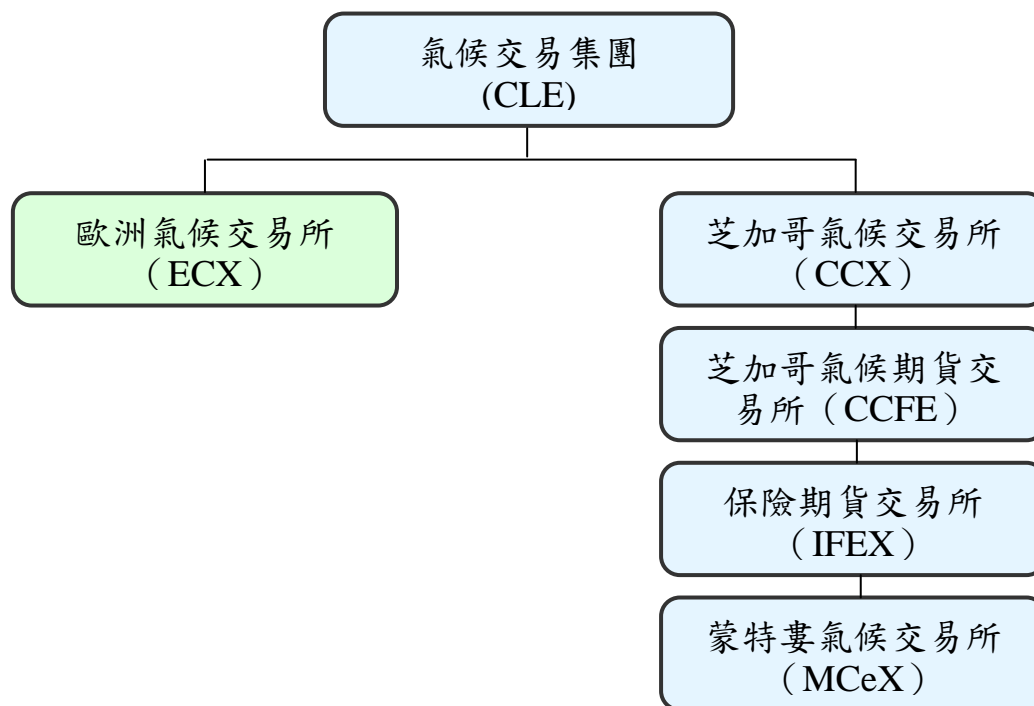 氣候交易集團
(CLE)
歐洲氣候交易所
（ECX）
芝加哥氣候交易所
（CCX）
芝加哥氣候期貨交
易所（CCFE）
保險期貨交易所
（IFEX）
蒙特婁氣候交易所
（MCeX）